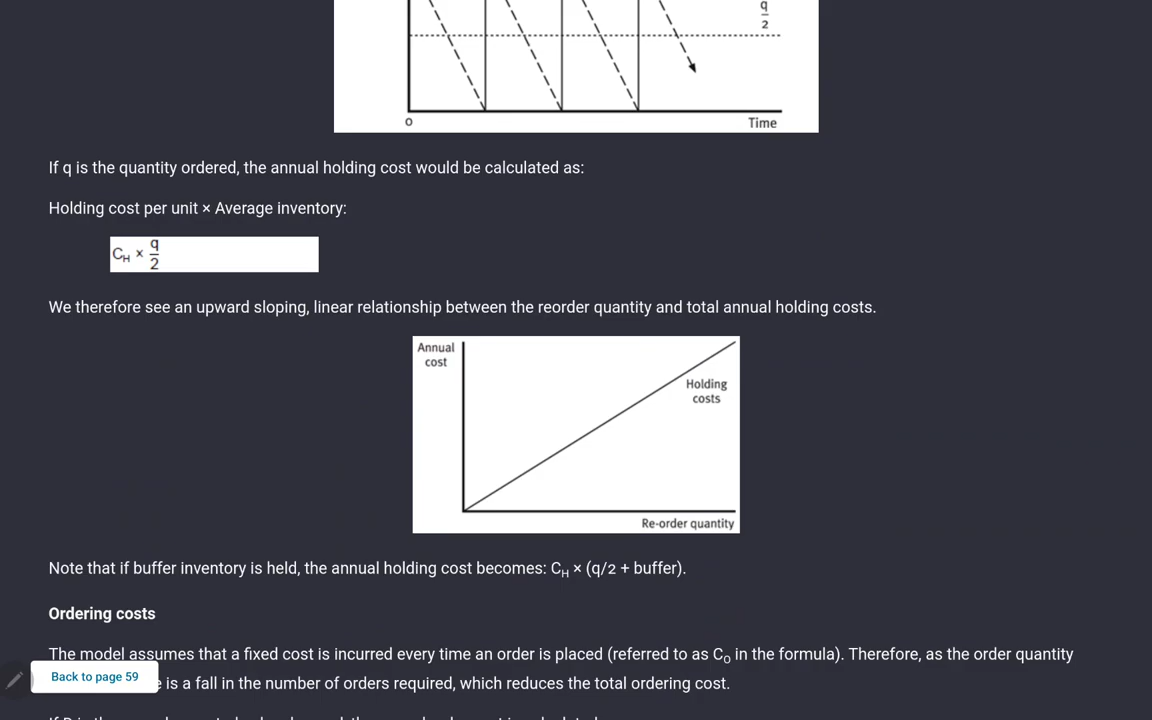 q
2
0
Time
If q is the quantity ordered, the annual holding cost would be calculated as:
Holding cost per unit × Average inventory:
CH × q
2
We therefore see an upward sloping, linear relationship between the reorder quantity and total annual holding costs.
Annual
cost
Holding
costs
Re-order quantity
Note that if buffer inventory is held, the annual holding cost becomes: CH × (q/2 + buffer).
Ordering costs
The model assumes that a fixed cost is incurred every time an order is placed (referred to as CO in the formula). Therefore, as the order quantity
Back to page 59
is a fall in the number of orders required, which reduces the total ordering cost.